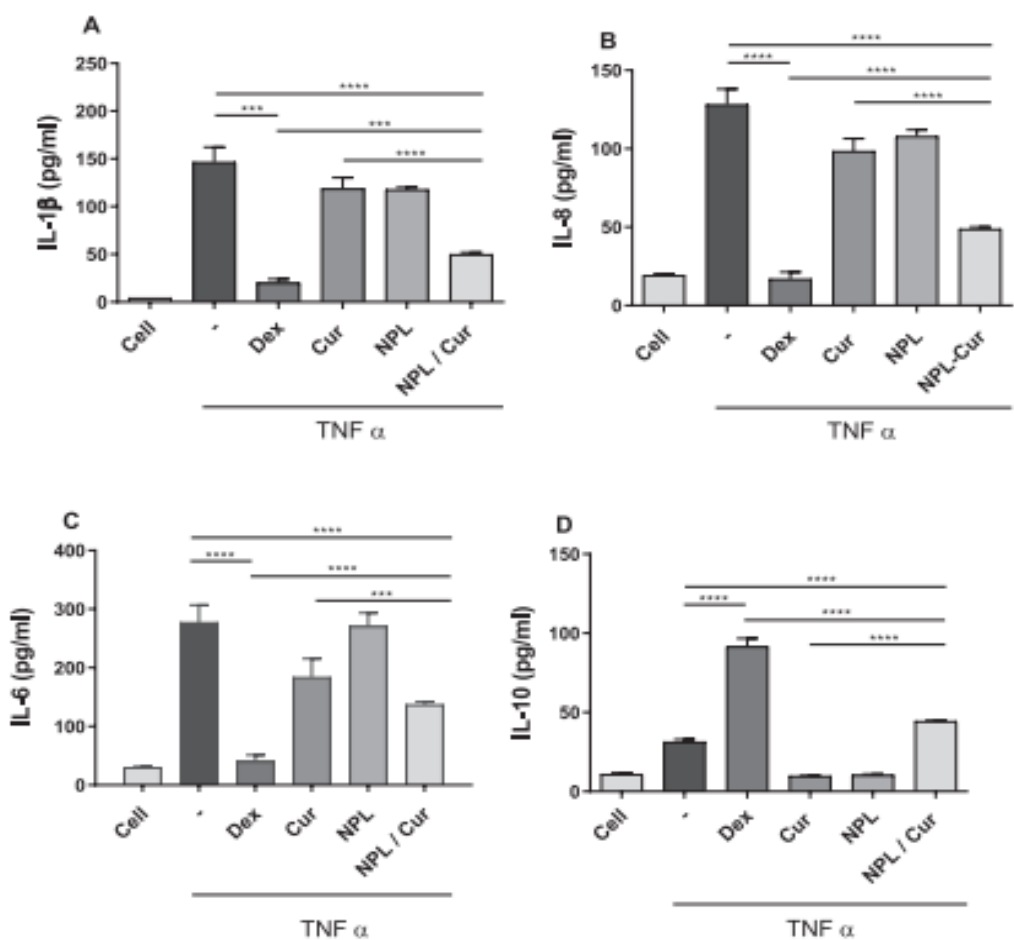 A
IL-1β (pg/ml)
250
200
150
100
50
0
****
***
***
****
Cell
-
Dex
Cur
NPL
NPL / Cur
TNF α
B
IL-8 (pg/ml)
150
100
50
0
****
****
****
****
Cell
-
Dex
Cur
NPL
NPL-Cur
TNF α
C
IL-6 (pg/ml)
400
300
200
100
0
****
****
****
***
Cell
-
Dex
Cur
NPL
NPL / Cur
TNF α
D
IL-10 (pg/ml)
150
100
50
0
****
****
****
****
Cell
-
Dex
Cur
NPL
NPL / Cur
TNF α